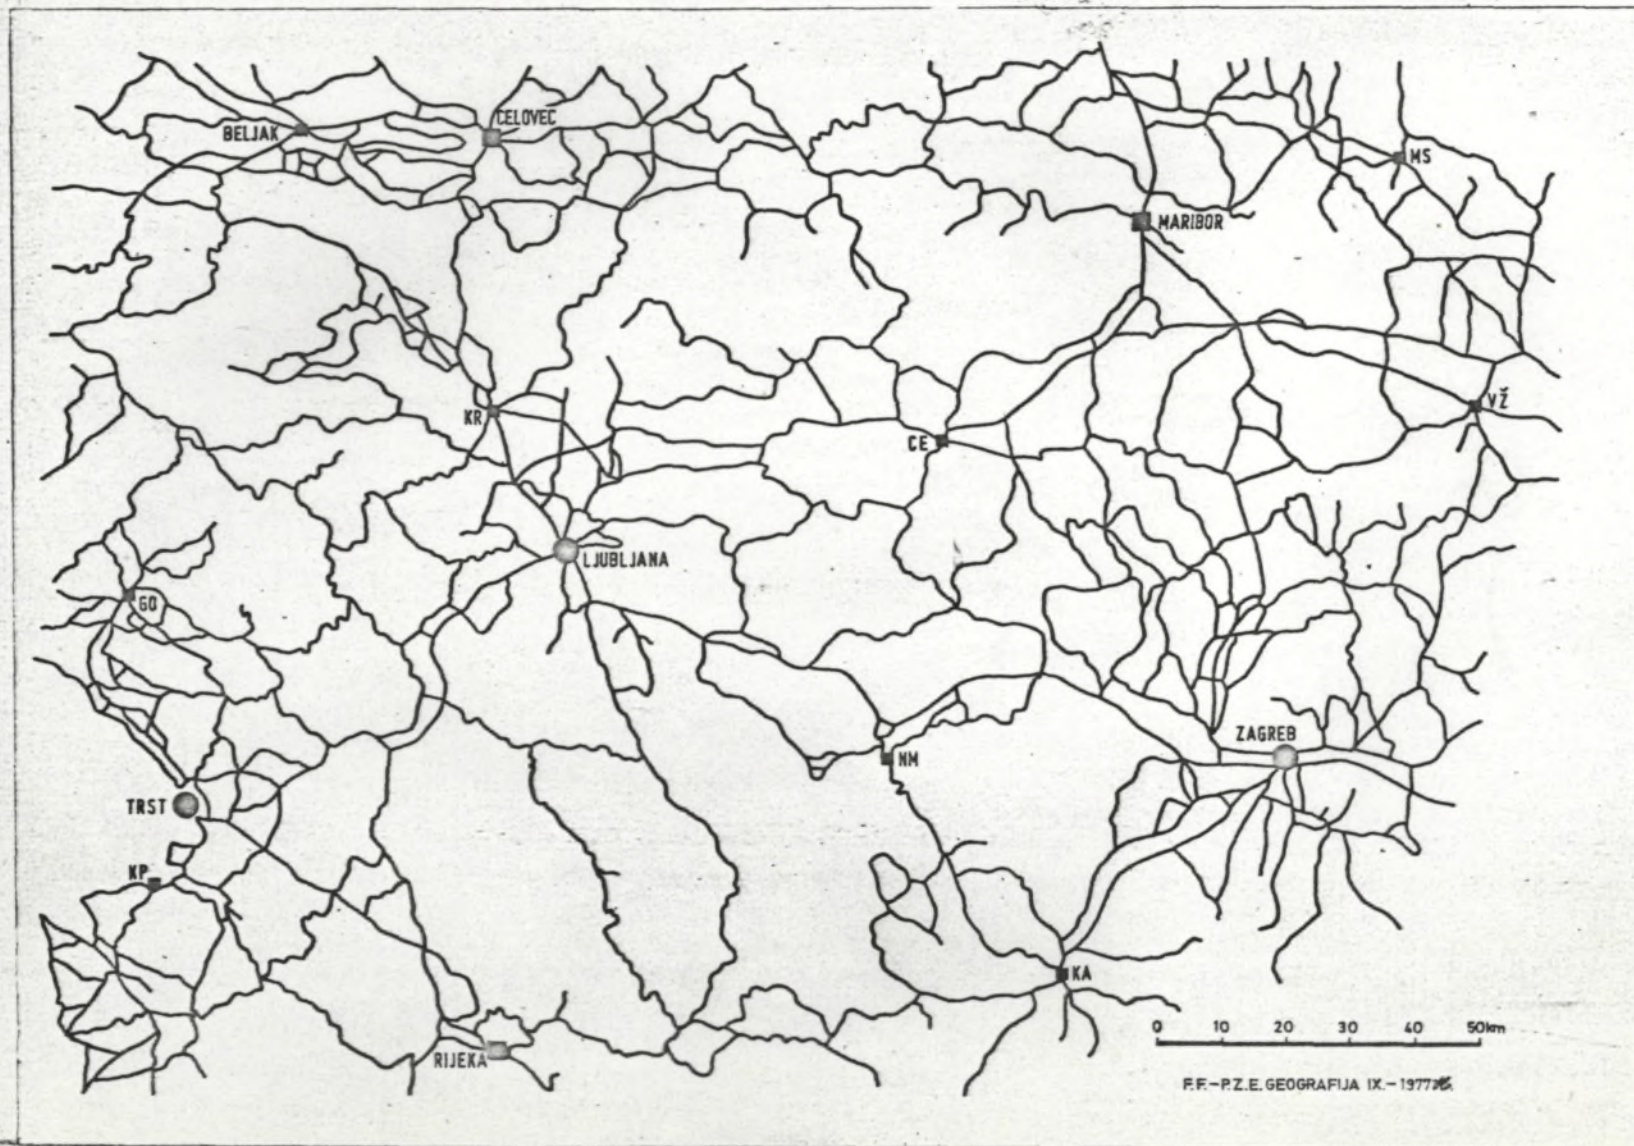 CELOVEC
BELJAK
MS
MARIBOR
KR
VŽ
CE
LJUBLJANA
GO
ZAGREB
NM
TRST
KP
KA
0 10 20 30 40 50km
RIJEKA
F.F.-P.Z.E. GEOGRAFIJA IX.-1977